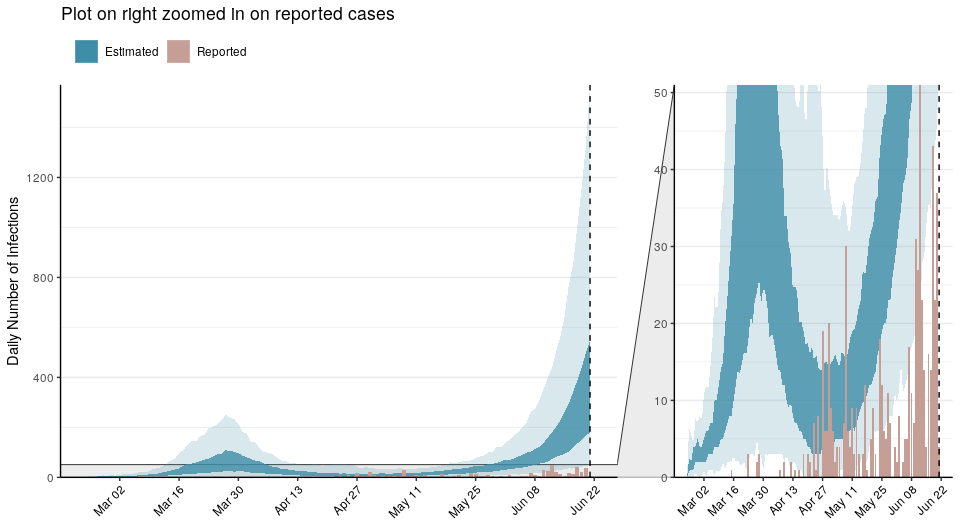 Plot on right zoomed in on reported cases
Estimated
Reported
Daily Number of Infections
1200
800
400
0
Mar 02
Mar 16
Mar 30
Apr 13
Apr 27
May 11
May 25
Jun 08
Jun 22
50
40
30
20
10
0
Mar 02
Mar 16
Mar 30
Apr 13
Apr 27
May 11
May 25
Jun 08
Jun 22